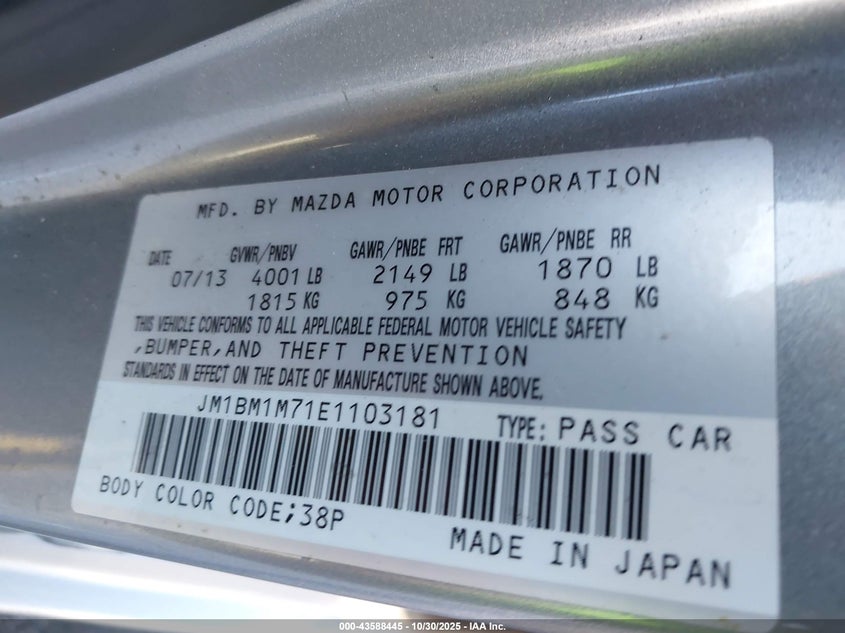 MFD. BY MAZDA MOTOR CORPORATION
DATE GVWR/PNBV GAWR/PNBE FRT GAWR/PNBE RR
07/13 4001 LB 2149 LB 1870 LB
1815 KG 975 KG 848 KG
THIS VEHICLE CONFORMS TO ALL APPLICABLE FEDERAL MOTOR VEHICLE SAFETY
,BUMPER,AND THEFT PREVENTION
STANDARDS IN EFFECT ON THE DATE OF MANUFACTURE SHOWN ABOVE.
JM1BM1M71E1103181 TYPE: PASS CAR
BODY COLOR CODE;38P
MADE IN JAPAN
000-43588445 - 10/30/2025 - IAA Inc.